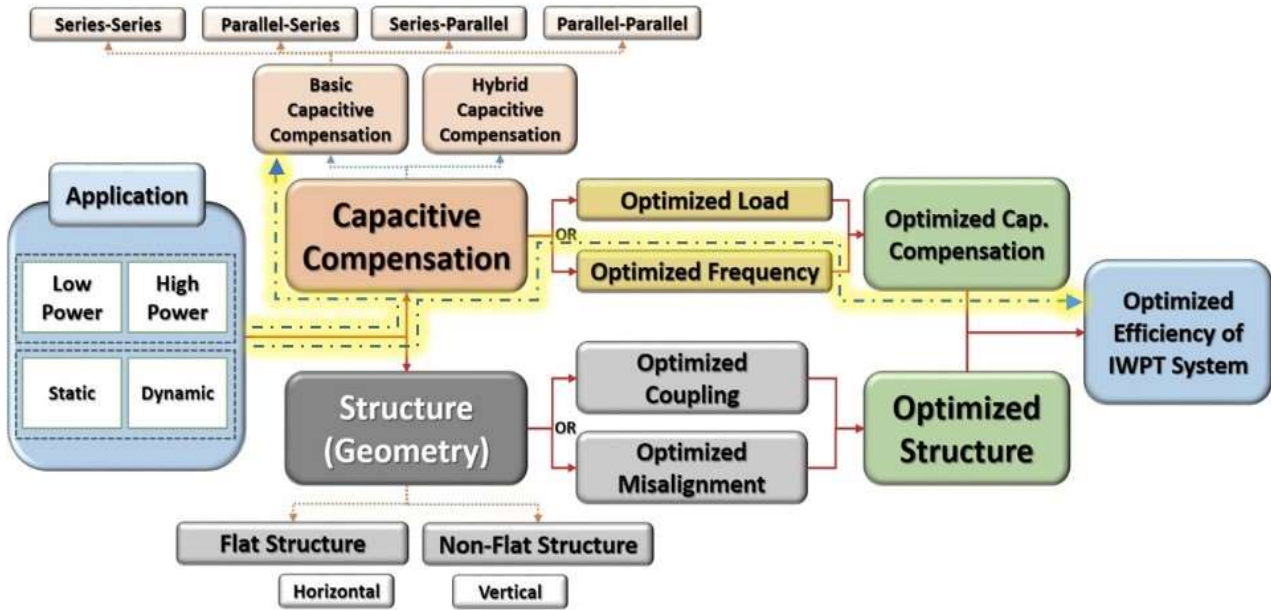 Series-Series
Parallel-Series
Series-Parallel
Parallel-Parallel
Basic
Capacitive
Compensation
Hybrid
Capacitive
Compensation
Application
Low
Power
High
Power
Static
Dynamic
Capacitive
Compensation
OR
Optimized Load
Optimized Frequency
Optimized Cap.
Compensation
Optimized
Efficiency of
IWPT System
Structure
(Geometry)
OR
Optimized
Coupling
Optimized
Misalignment
Optimized
Structure
Flat Structure
Non-Flat Structure
Horizontal
Vertical